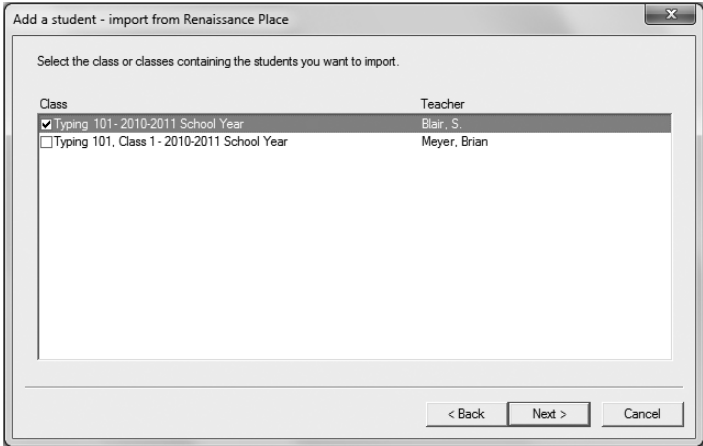 Add a student - import from Renaissance Place
X
Select the class or classes containing the students you want to import.
Class Teacher
Typing 101- 2010-2011 School Year Blair, S.
Typing 101, Class 1 - 2010-2011 School Year Meyer, Brian
< Back Next > Cancel